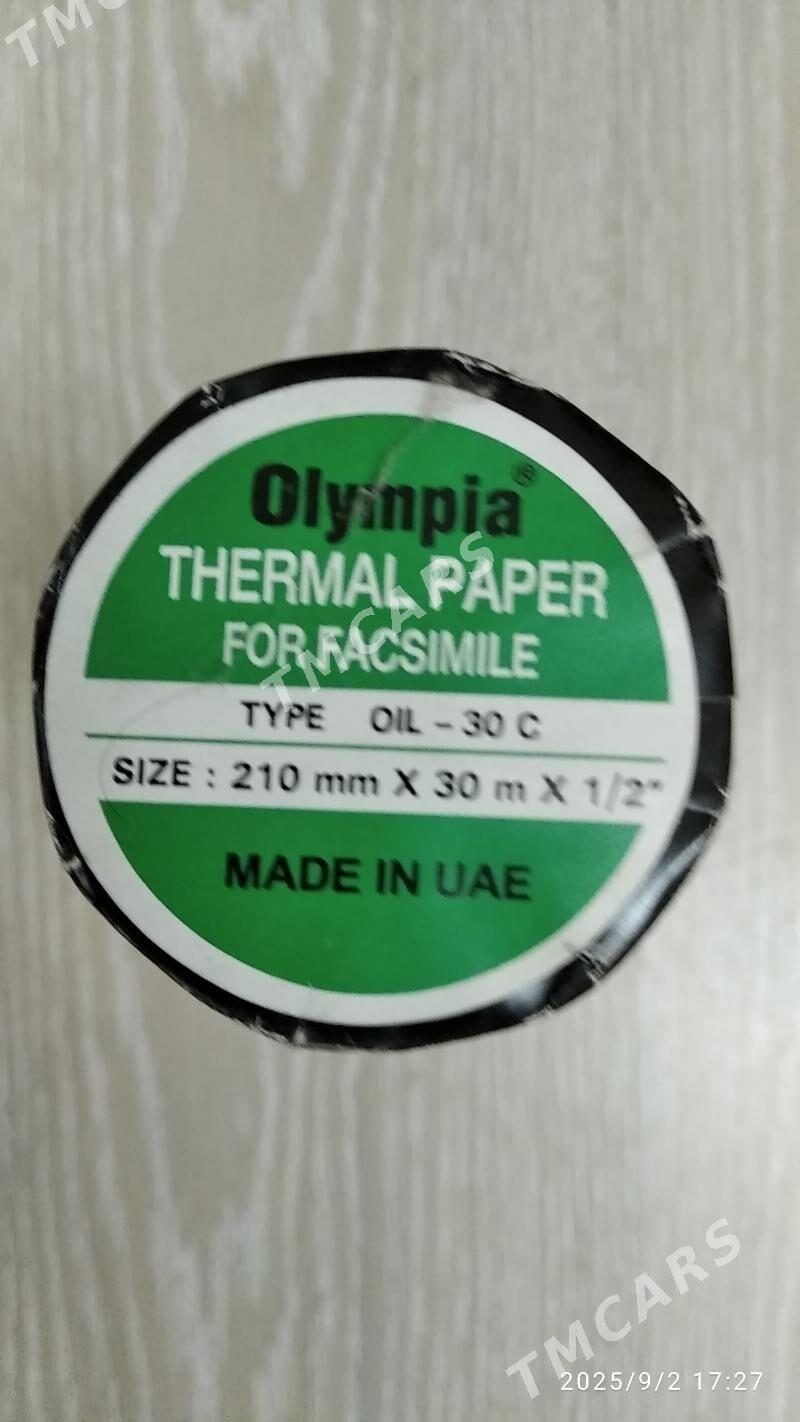 TMCARS
Olympia®
THERMAL PAPER
FOR FACSIMILE
TMCARS
TYPE OIL - 30 C
SIZE : 210 mm X 30 m X 1/2"
MADE IN UAE
TMCARS
2025/9/2 17:27